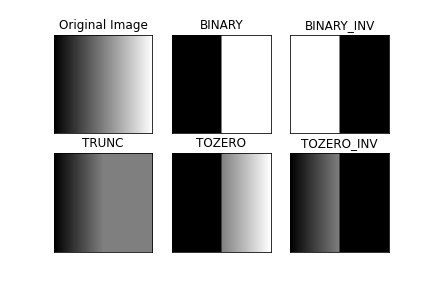 Original Image
BINARY
BINARY_INV
TRUNC
TOZERO
TOZERO_INV